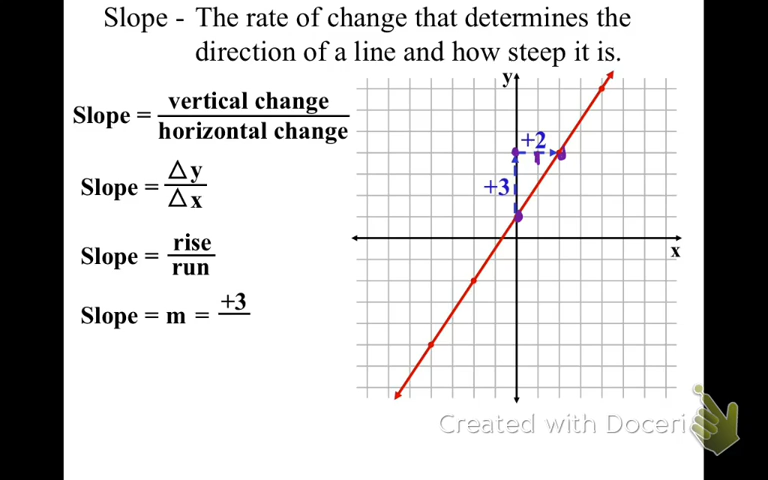 Slope - The rate of change that determines the
direction of a line and how steep it is.
Slope = vertical change
horizontal change
Slope = Δy
Δx
Slope = rise
run
Slope = m = +3
y
+2
+3
x
Created with Doceri